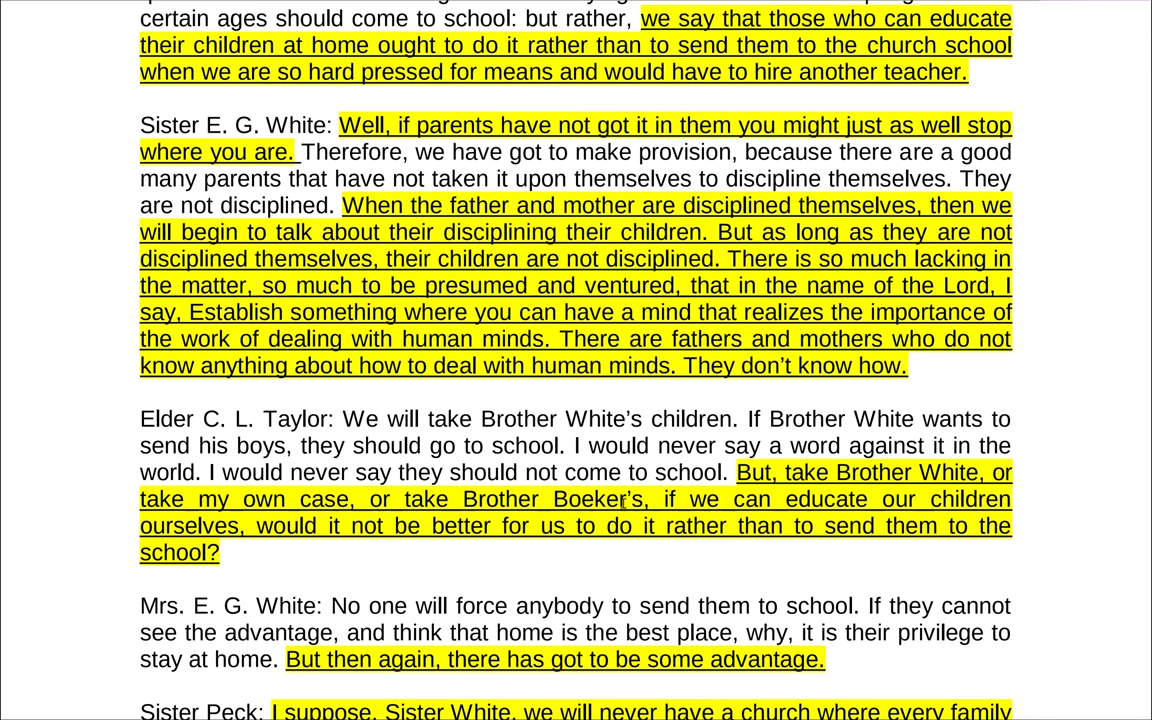 certain ages should come to school: but rather, we say that those who can educate
their children at home ought to do it rather than to send them to the church school
when we are so hard pressed for means and would have to hire another teacher.
Sister E. G. White: Well, if parents have not got it in them you might just as well stop
where you are. Therefore, we have got to make provision, because there are a good
many parents that have not taken it upon themselves to discipline themselves. They
are not disciplined. When the father and mother are disciplined themselves, then we
will begin to talk about their disciplining their children. But as long as they are not
disciplined themselves, their children are not disciplined. There is so much lacking in
the matter, so much to be presumed and ventured, that in the name of the Lord, I
say, Establish something where you can have a mind that realizes the importance of
the work of dealing with human minds. There are fathers and mothers who do not
know anything about how to deal with human minds. They don’t know how.
Elder C. L. Taylor: We will take Brother White’s children. If Brother White wants to
send his boys, they should go to school. I would never say a word against it in the
world. I would never say they should not come to school. But, take Brother White, or
take my own case, or take Brother Boeker’s, if we can educate our children
ourselves, would it not be better for us to do it rather than to send them to the
school?
Mrs. E. G. White: No one will force anybody to send them to school. If they cannot
see the advantage, and think that home is the best place, why, it is their privilege to
stay at home. But then again, there has got to be some advantage.
Sister Peck: I suppose, Sister White, we will never have a church where every family